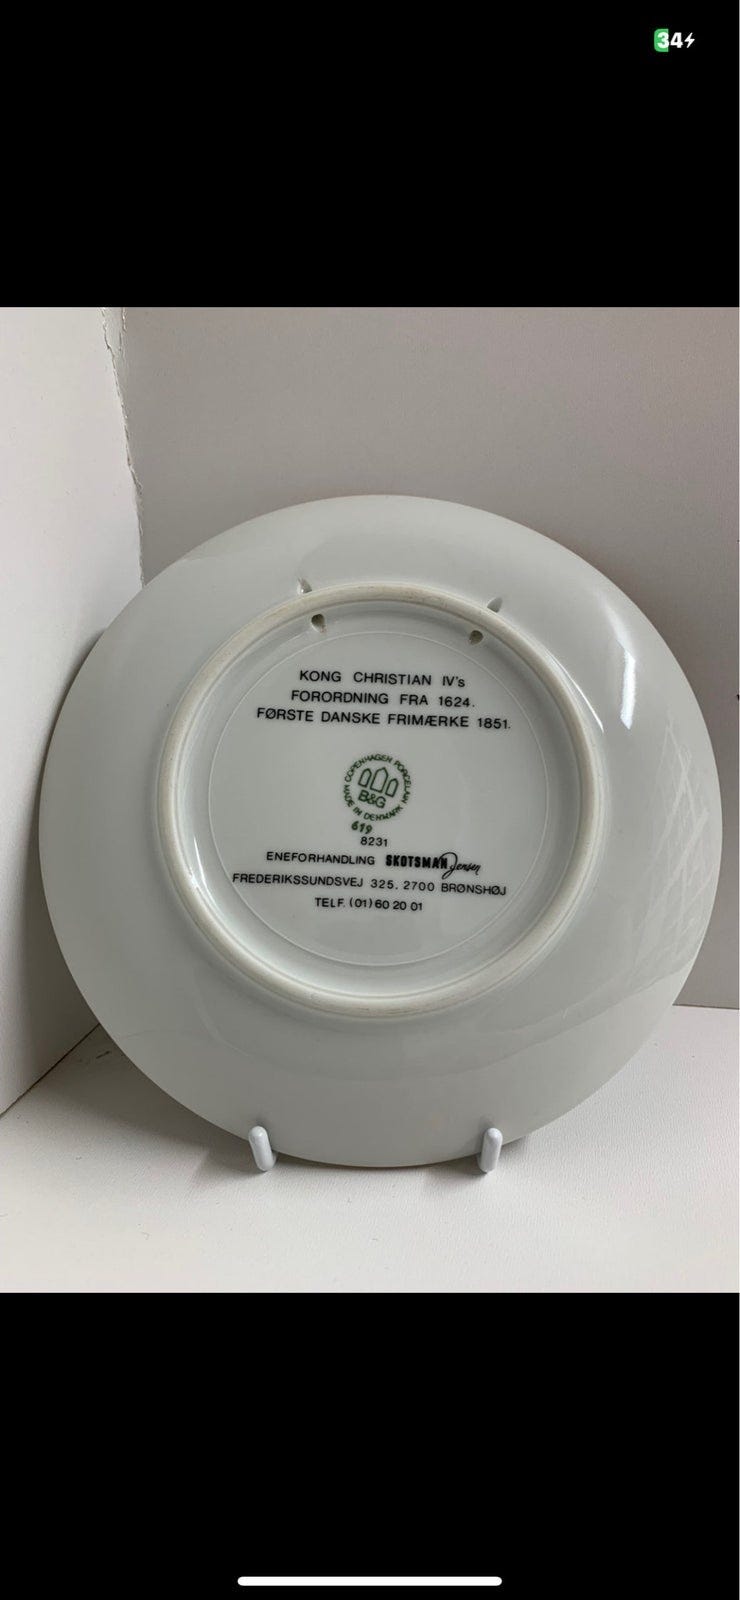 34
KONG CHRISTIAN IV's
FORORDNING FRA 1624.
FØRSTE DANSKE FRIMÆRKE 1851.
COPENHAGEN PORCELAIN
MADE IN DENMARK
B&G
619
8231
ENEFORHANDLING SKOTSMAN Jensen
FREDERIKSSUNDSVEJ 325. 2700 BRØNSHØJ
TELF. (01) 60 20 01